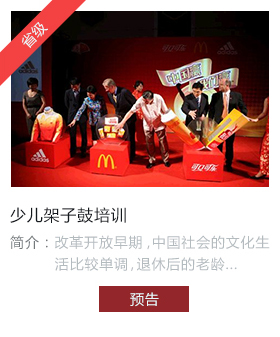 省级
adidas
adidas
可口可乐
少儿架子鼓培训
简介：改革开放早期,中国社会的文化生
活比较单调,退休后的老龄...
预告